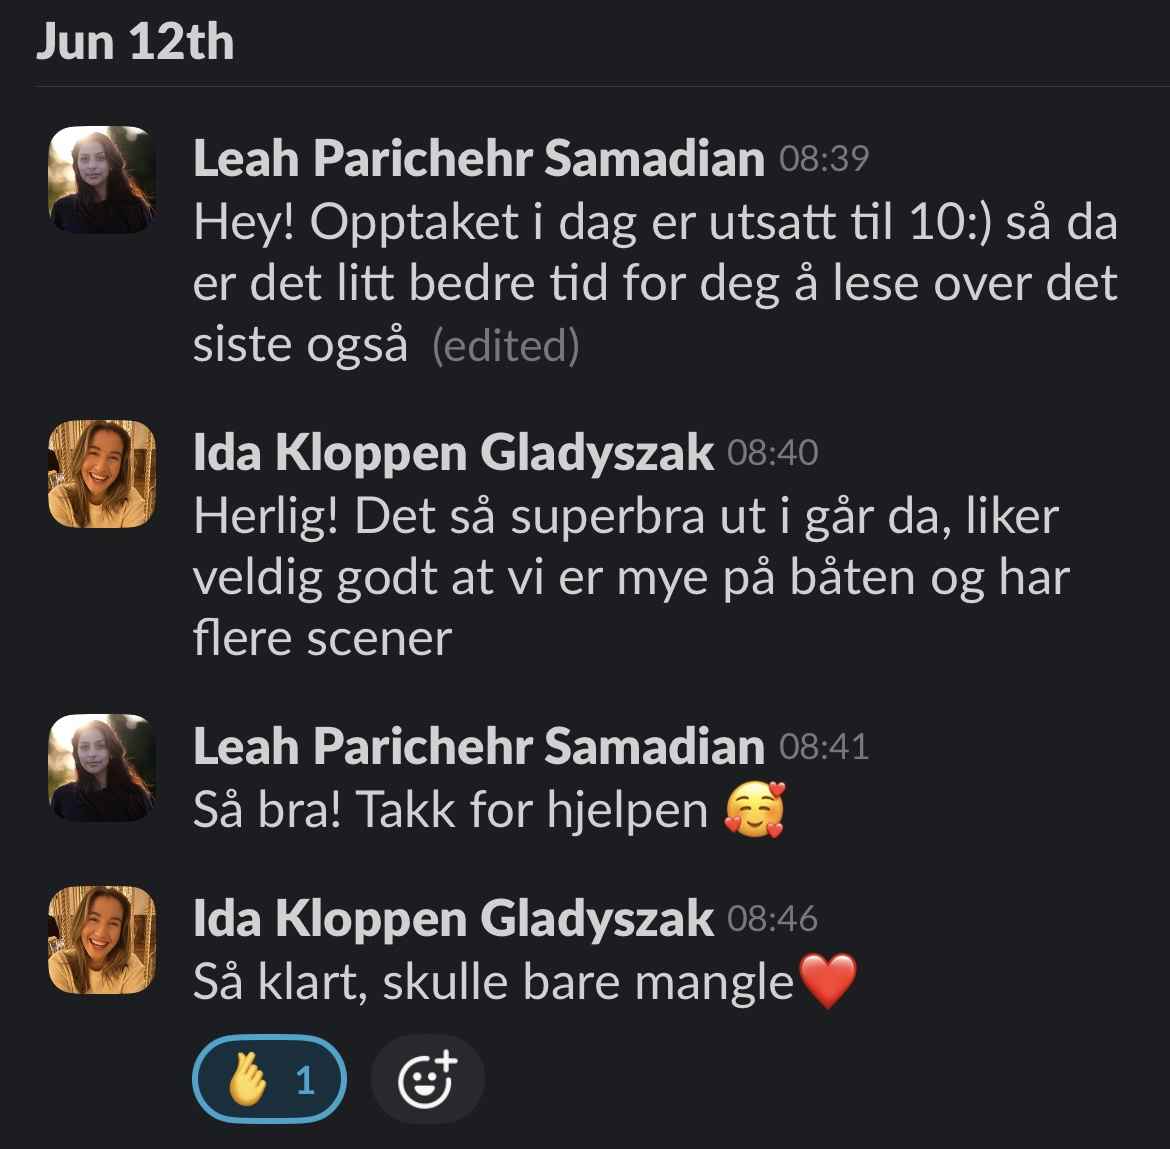 Jun 12th
Leah Parichehr Samadian 08:39
Hey! Opptaket i dag er utsatt til 10:) så da
er det litt bedre tid for deg å lese over det
siste også (edited)
Ida Kloppen Gladyszak 08:40
Herlig! Det så superbra ut i går da, liker
veldig godt at vi er mye på båten og har
flere scener
Leah Parichehr Samadian 08:41
Så bra! Takk for hjelpen 🥰
Ida Kloppen Gladyszak 08:46
Så klart, skulle bare mangle❤️
🫰 1